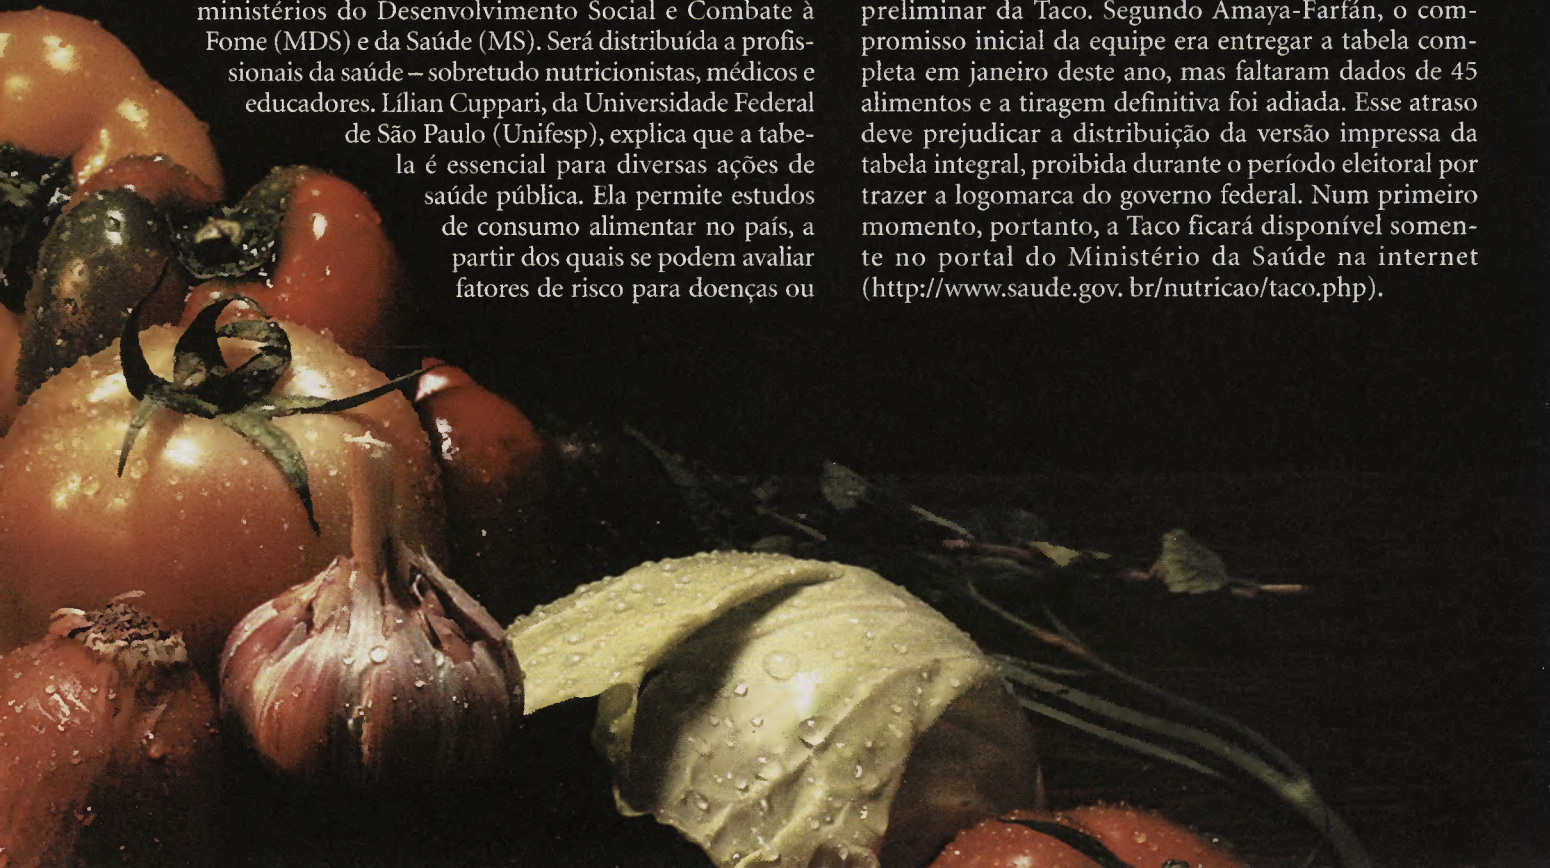 ministérios do Desenvolvimento Social e Combate à
Fome (MDS) e da Saúde (MS). Será distribuída a profis-
sionais da saúde – sobretudo nutricionistas, médicos e
educadores. Lílian Cuppari, da Universidade Federal
de São Paulo (Unifesp), explica que a tabe-
la é essencial para diversas ações de
saúde pública. Ela permite estudos
de consumo alimentar no país, a
partir dos quais se podem avaliar
fatores de risco para doenças ou
preliminar da Taco. Segundo Amaya-Farfán, o com-
promisso inicial da equipe era entregar a tabela com-
pleta em janeiro deste ano, mas faltaram dados de 45
alimentos e a tiragem definitiva foi adiada. Esse atraso
deve prejudicar a distribuição da versão impressa da
tabela integral, proibida durante o período eleitoral por
trazer a logomarca do governo federal. Num primeiro
momento, portanto, a Taco ficará disponível somen-
te no portal do Ministério da Saúde na internet
(http://www.saude.gov. br/nutricao/taco.php).